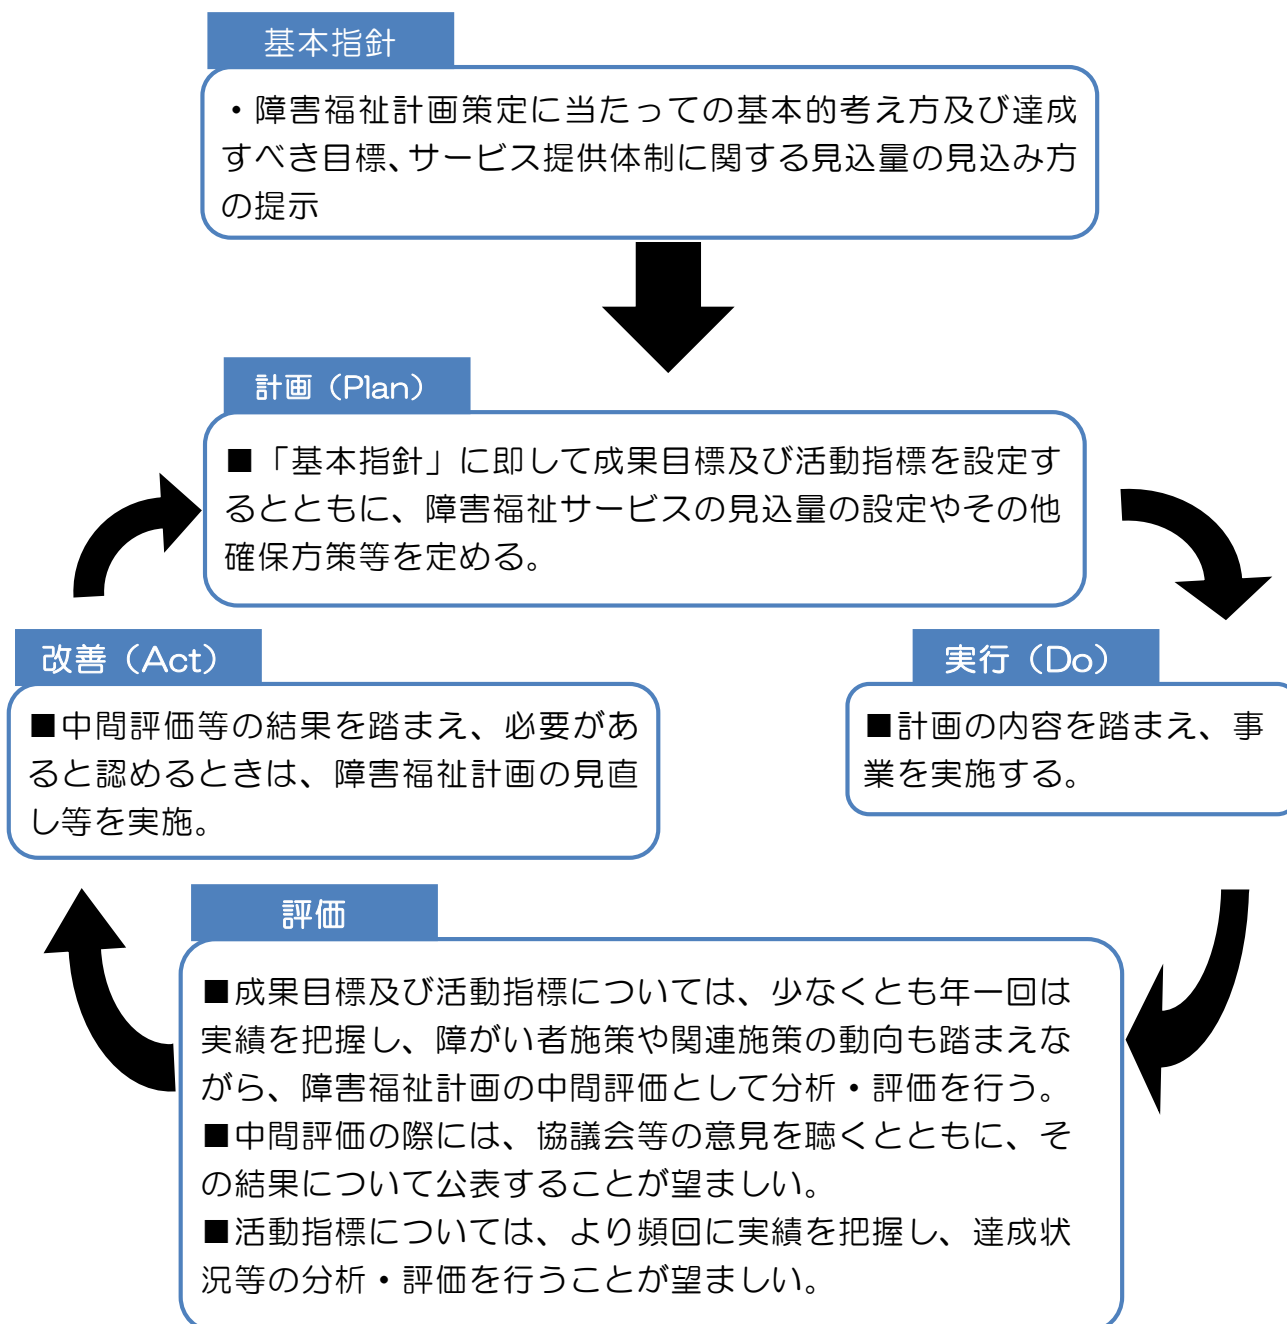 基本指針
・障害福祉計画策定に当たっての基本的考え方及び達成
すべき目標、サービス提供体制に関する見込量の見込み方
の提示
計画（Plan）
■「基本指針」に即して成果目標及び活動指標を設定す
るとともに、障害福祉サービスの見込量の設定やその他
確保方策等を定める。
改善（Act）
■中間評価等の結果を踏まえ、必要があ
ると認めるときは、障害福祉計画の見直
し等を実施。
実行（Do）
■計画の内容を踏まえ、事
業を実施する。
評価
■成果目標及び活動指標については、少なくとも年一回は
実績を把握し、障がい者施策や関連施策の動向も踏まえな
がら、障害福祉計画の中間評価として分析・評価を行う。
■中間評価の際には、協議会等の意見を聴くとともに、そ
の結果について公表することが望ましい。
■活動指標については、より頻回に実績を把握し、達成状
況等の分析・評価を行うことが望ましい。